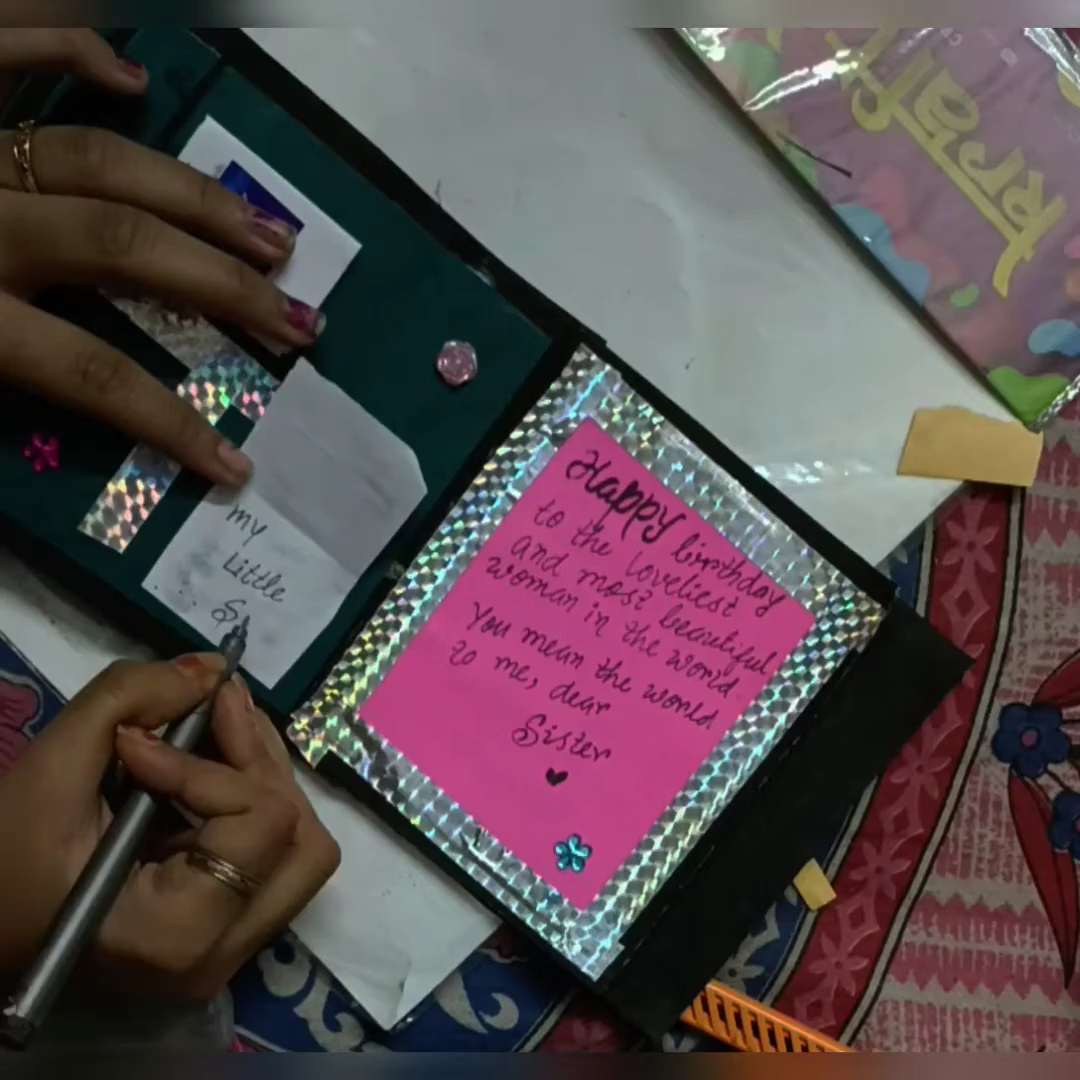 my
Little
S
Happy birthday
to the loveliest
and most beautiful
woman in the world
You mean the world
to me, dear
Sister